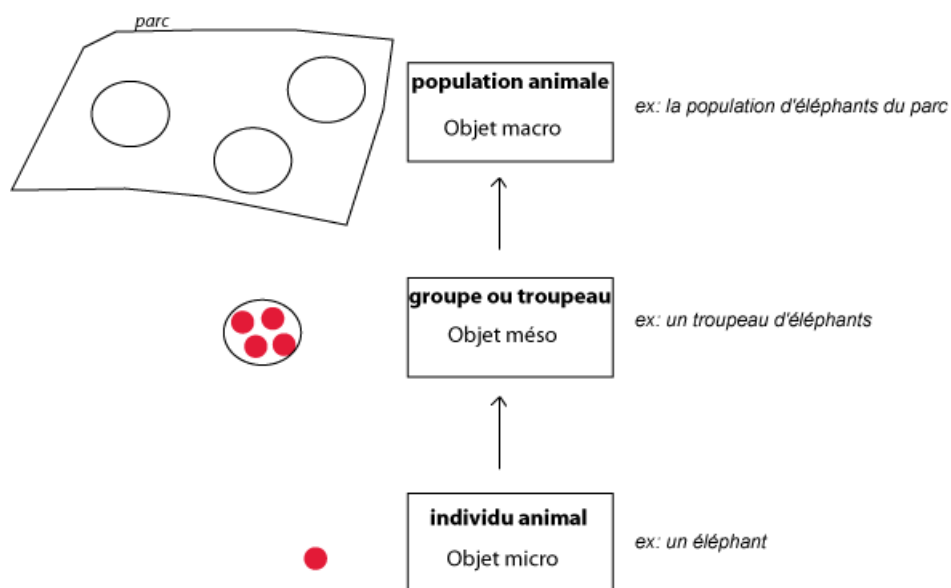 parc
population animale
Objet macro
ex: la population d'éléphants du parc
groupe ou troupeau
Objet méso
ex: un troupeau d'éléphants
individu animal
Objet micro
ex: un éléphant